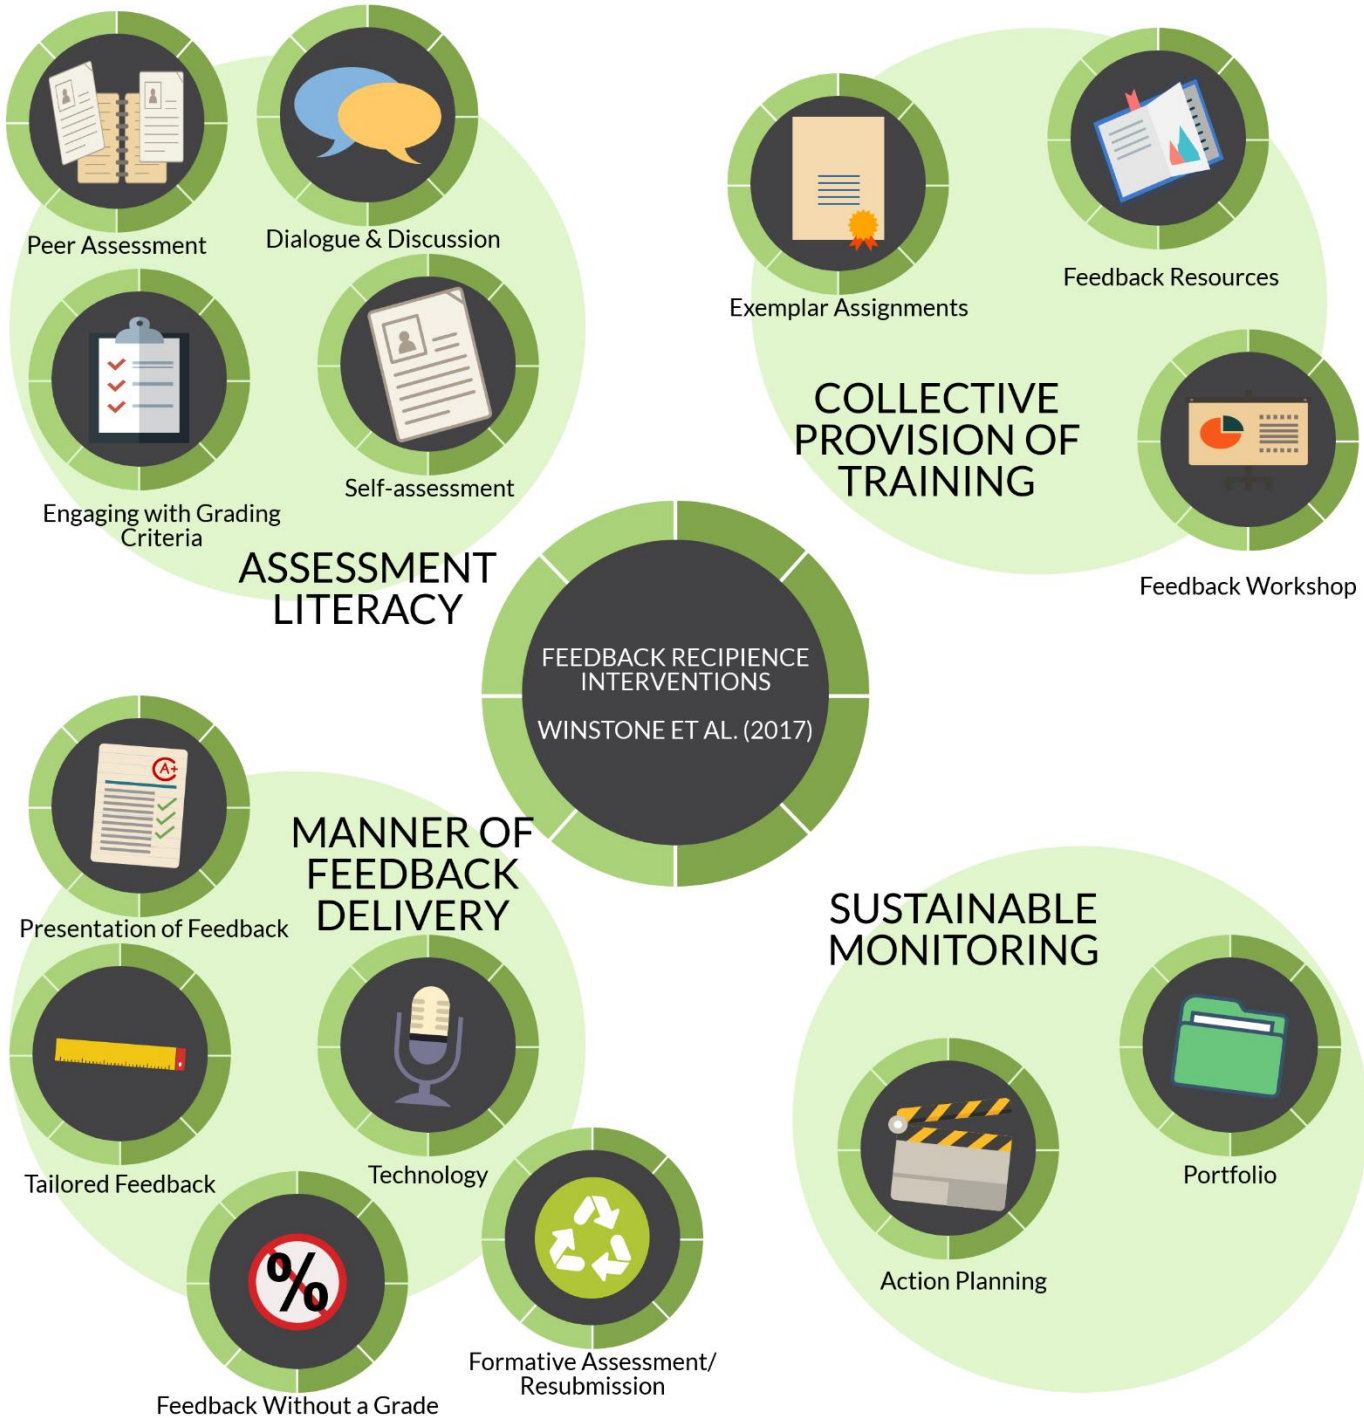 Peer Assessment
Dialogue & Discussion
Engaging with Grading
Criteria
Self-assessment
ASSESSMENT
LITERACY
Exemplar Assignments
Feedback Resources
COLLECTIVE
PROVISION OF
TRAINING
Feedback Workshop
FEEDBACK RECIPIENCE
INTERVENTIONS
WINSTONE ET AL. (2017)
A+
Presentation of Feedback
MANNER OF
FEEDBACK
DELIVERY
Tailored Feedback
Technology
%
Feedback Without a Grade
Formative Assessment/
Resubmission
SUSTAINABLE
MONITORING
Action Planning
Portfolio